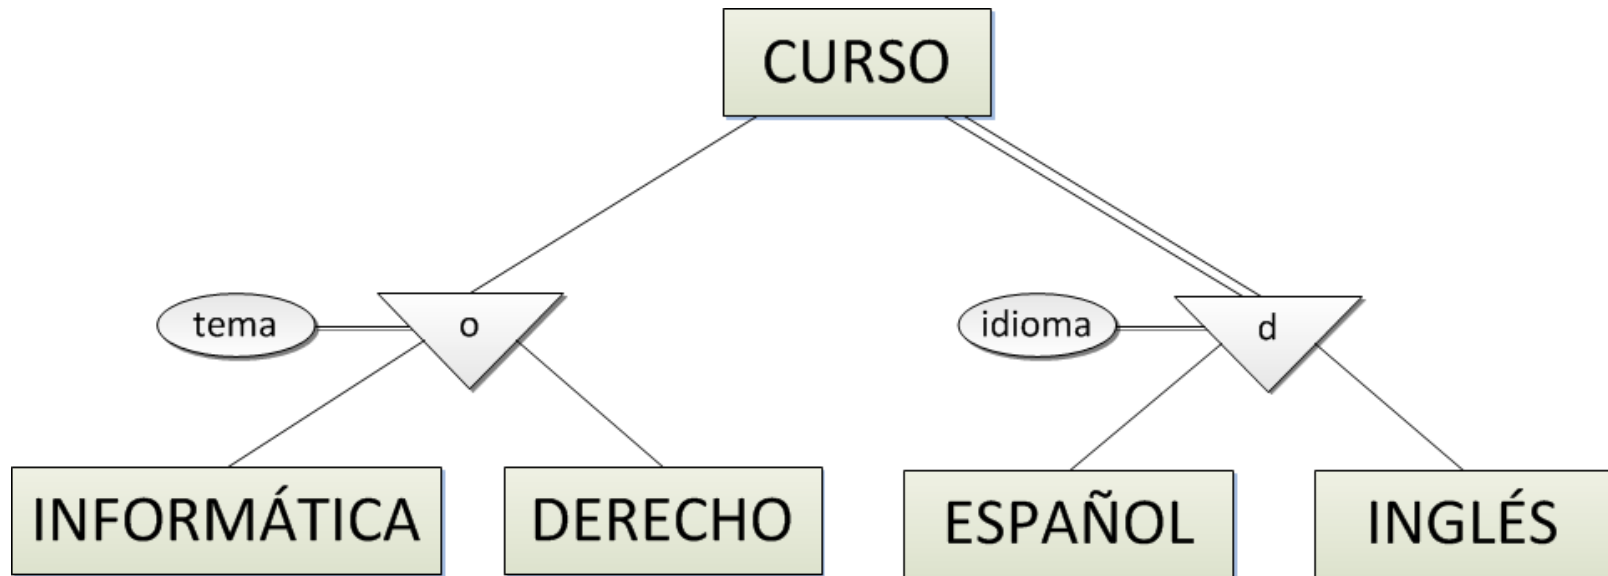 CURSO
tema
o
idioma
d
INFORMÁTICA
DERECHO
ESPAÑOL
INGLÉS